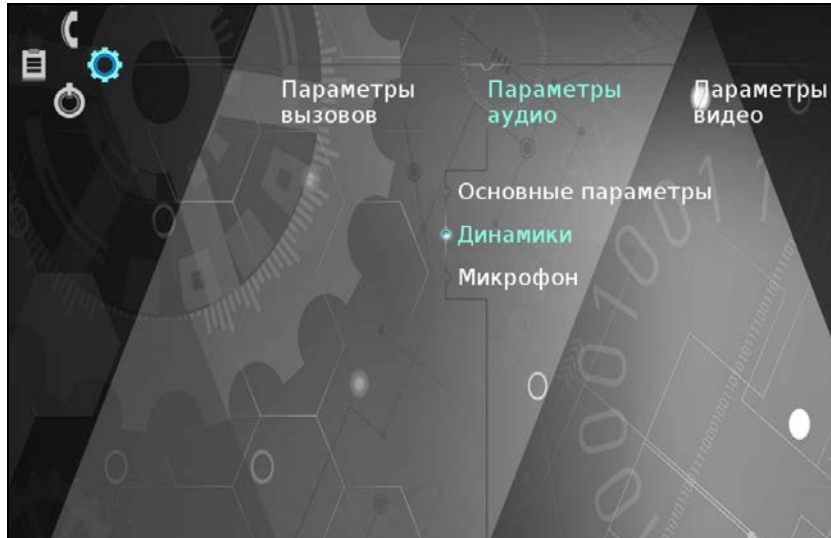 Параметры
вызовов
Параметры
аудио
Параметры
видео
Основные параметры
Динамики
Микрофон